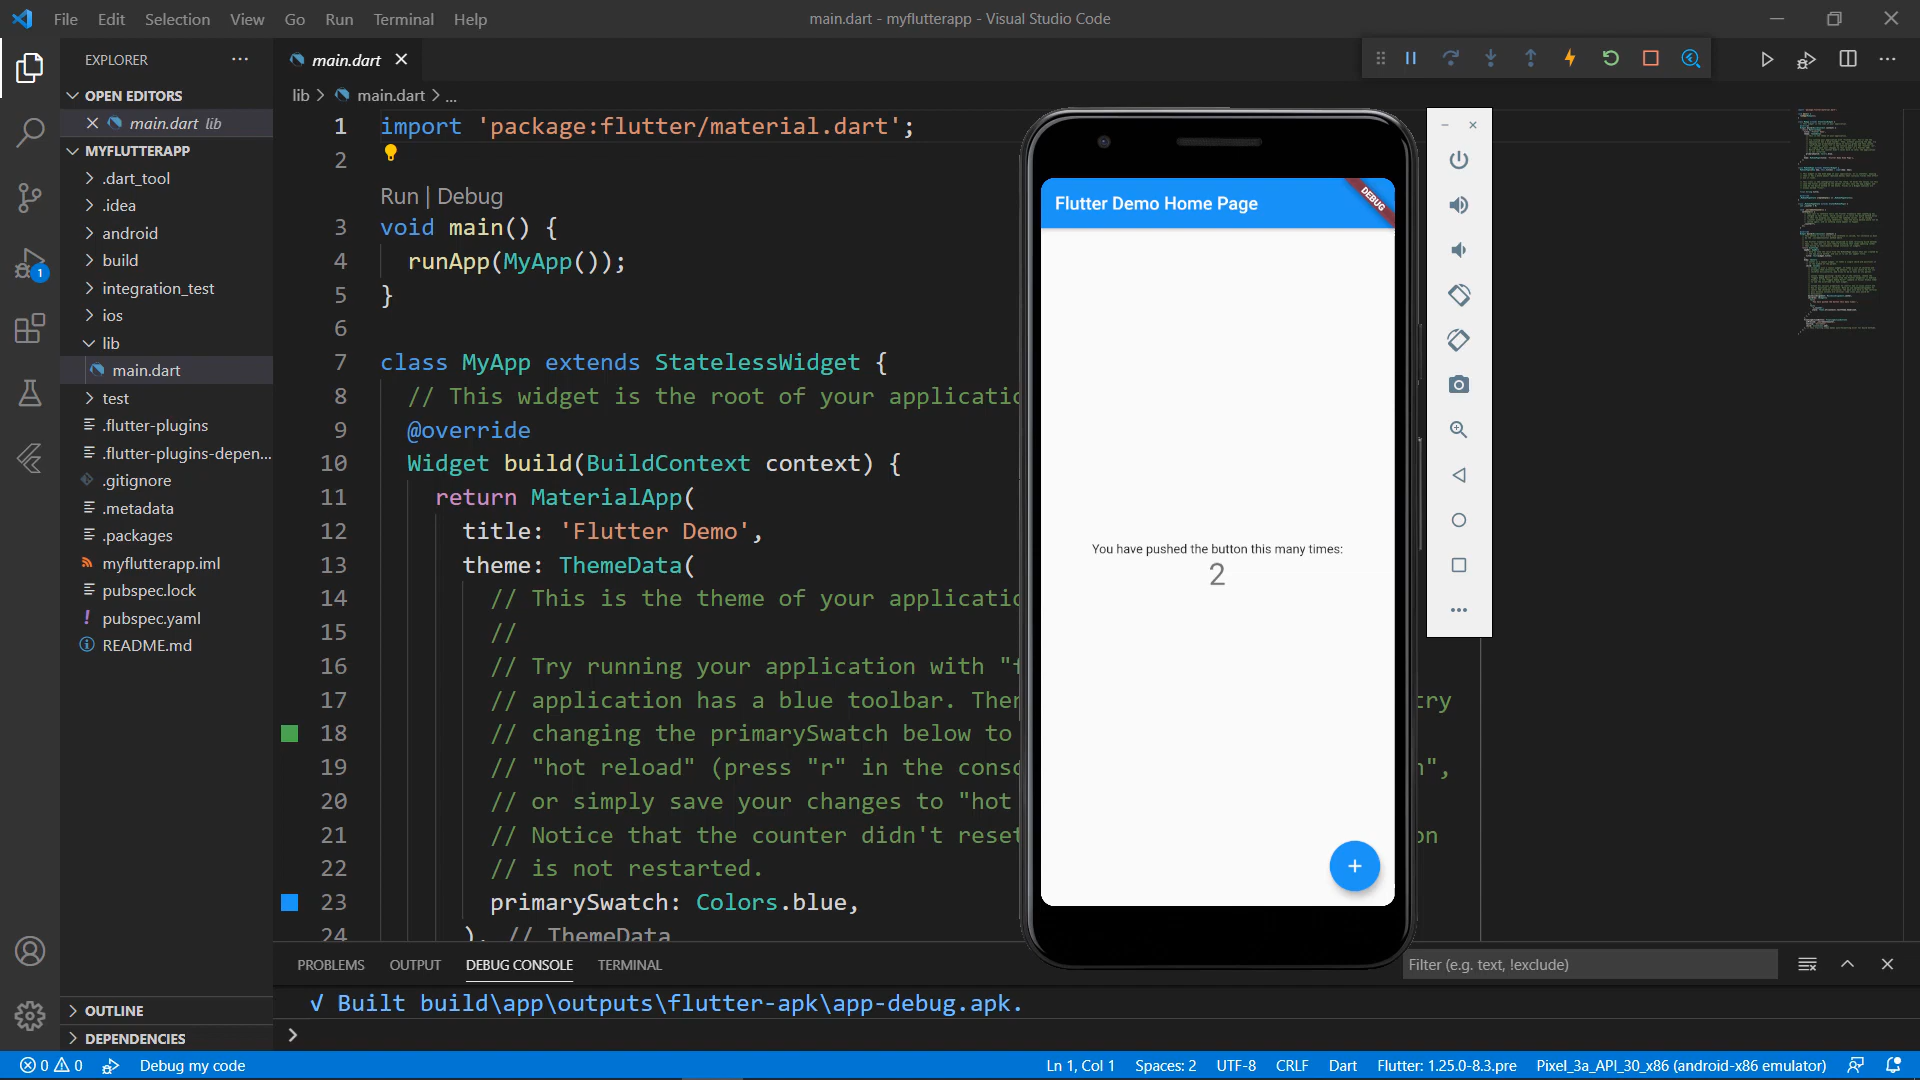 File Edit Selection View Go Run Terminal Help
main.dart - myflutterapp - Visual Studio Code
EXPLORER
OPEN EDITORS
main.dart lib
MYFLUTTERAPP
.dart_tool
.idea
android
build
integration_test
ios
lib
main.dart
test
.flutter-plugins
.flutter-plugins-depen...
.gitignore
.metadata
.packages
myflutterapp.iml
pubspec.lock
pubspec.yaml
README.md
OUTLINE
DEPENDENCIES
1
main.dart
lib > main.dart > ...
1 import 'package:flutter/material.dart';
2
Run | Debug
3 void main() {
4 runApp(MyApp());
5 }
6
7 class MyApp extends StatelessWidget {
8 // This widget is the root of your applicatio
9 @override
10 Widget build(BuildContext context) {
11 return MaterialApp(
12 title: 'Flutter Demo',
13 theme: ThemeData(
14 // This is the theme of your applicatio
15 //
16 // Try running your application with "f
17 // application has a blue toolbar. Ther try
18 // changing the primarySwatch below to
19 // "hot reload" (press "r" in the conso n",
20 // or simply save your changes to "hot
21 // Notice that the counter didn't reset on
22 // is not restarted.
23 primarySwatch: Colors.blue,
24 ), // ThemeData
Flutter Demo Home Page
DEBUG
You have pushed the button this many times:
2
+
PROBLEMS OUTPUT DEBUG CONSOLE TERMINAL
Filter (e.g. text, !exclude)
√ Built build\app\outputs\flutter-apk\app-debug.apk.
>
0 0 Debug my code Ln 1, Col 1 Spaces: 2 UTF-8 CRLF Dart Flutter: 1.25.0-8.3.pre Pixel_3a_API_30_x86 (android-x86 emulator)